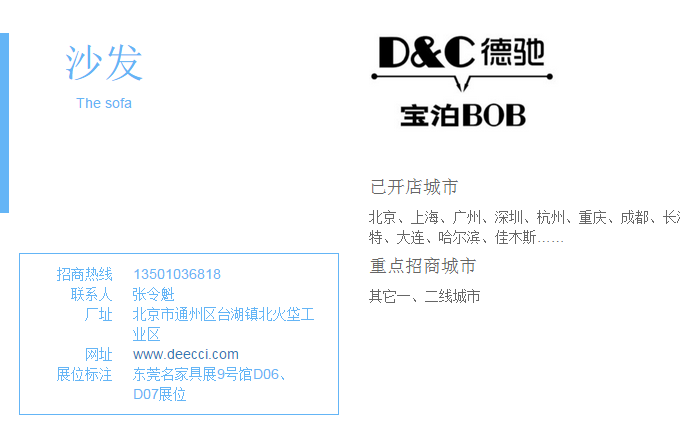 沙发
The sofa
D&C德驰
宝泊BOB
已开店城市
北京、上海、广州、深圳、杭州、重庆、成都、长
特、大连、哈尔滨、佳木斯……
重点招商城市
其它一、二线城市
招商热线 13501036818
联系人 张令魁
厂址 北京市通州区台湖镇北火垡工
业区
网址 www.deecci.com
展位标注 东莞名家具展9号馆D06、
D07展位